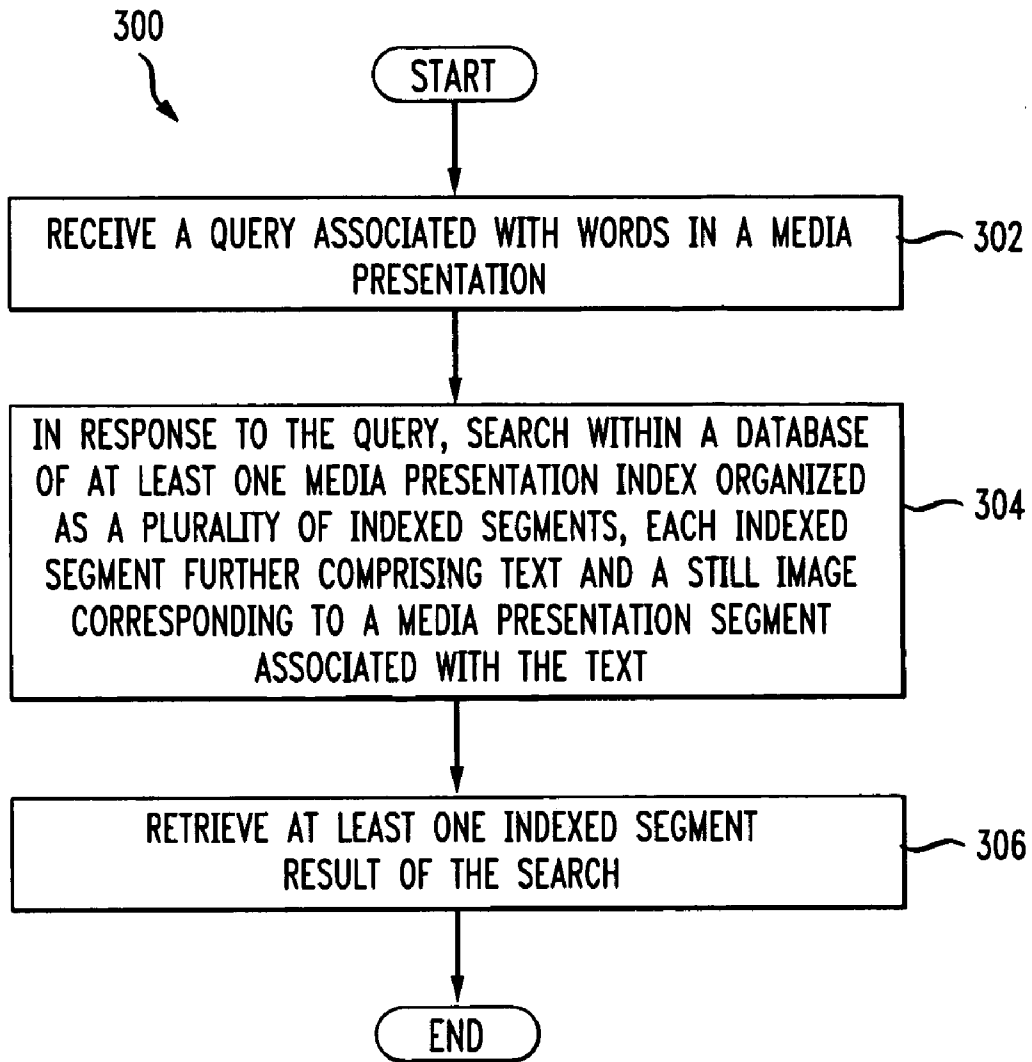 300
START
RECEIVE A QUERY ASSOCIATED WITH WORDS IN A MEDIA
PRESENTATION
302
IN RESPONSE TO THE QUERY, SEARCH WITHIN A DATABASE
OF AT LEAST ONE MEDIA PRESENTATION INDEX ORGANIZED
AS A PLURALITY OF INDEXED SEGMENTS, EACH INDEXED
SEGMENT FURTHER COMPRISING TEXT AND A STILL IMAGE
CORRESPONDING TO A MEDIA PRESENTATION SEGMENT
ASSOCIATED WITH THE TEXT
304
RETRIEVE AT LEAST ONE INDEXED SEGMENT
RESULT OF THE SEARCH
306
END